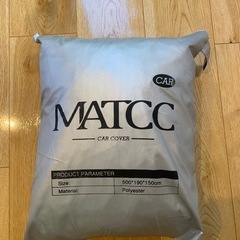 CAR
MATCC
CAR COVER
PRODUCT PARAMETER
Size: 500*190*150cm
Material: Polyester